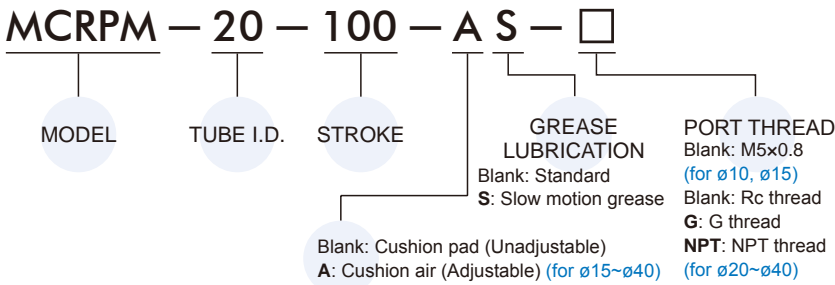 MCRPM — 20 — 100 — A S — □
MODEL
TUBE I.D.
STROKE
GREASE
LUBRICATION
Blank: Standard
S: Slow motion grease
PORT THREAD
Blank: M5×0.8
(for ø10, ø15)
Blank: Rc thread
G: G thread
NPT: NPT thread
(for ø20~ø40)
Blank: Cushion pad (Unadjustable)
A: Cushion air (Adjustable) (for ø15~ø40)